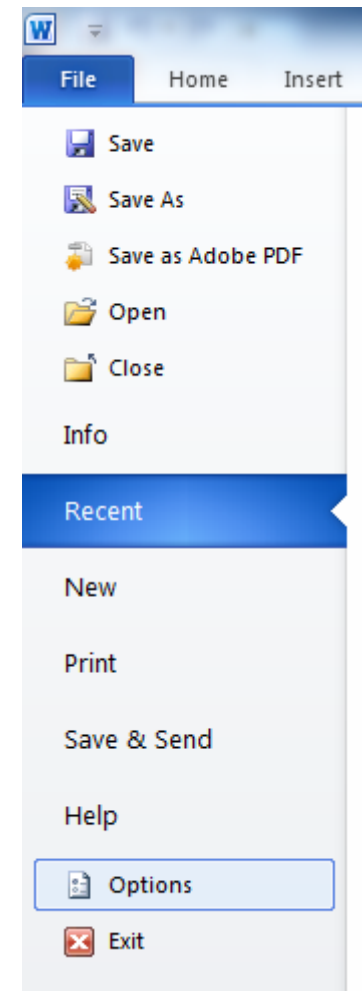 W
File Home Insert
Save
Save As
Save as Adobe PDF
Open
Close
Info
Recent
New
Print
Save & Send
Help
Options
Exit